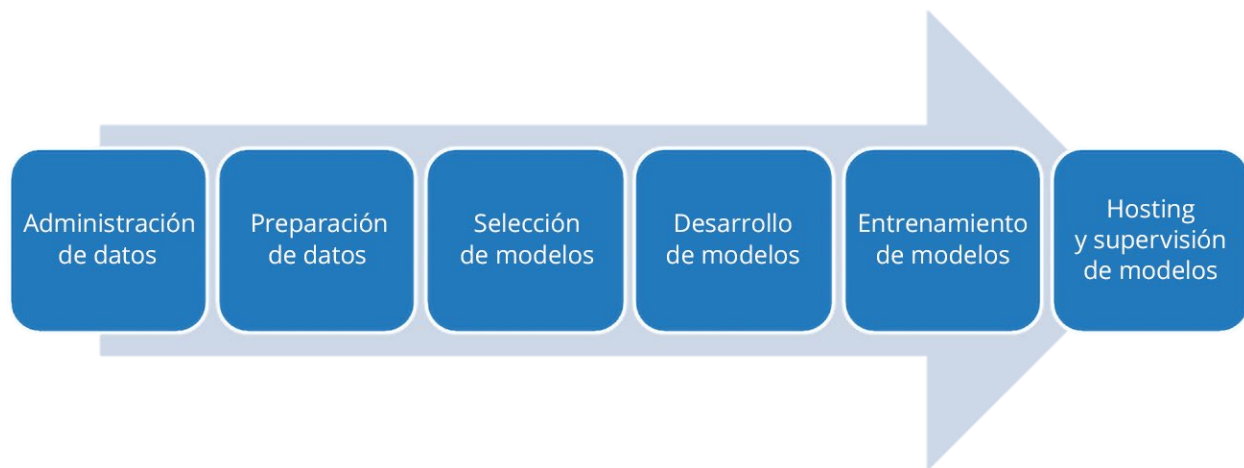 Administración
de datos
Preparación
de datos
Selección
de modelos
Desarrollo
de modelos
Entrenamiento
de modelos
Hosting
y supervisión
de modelos